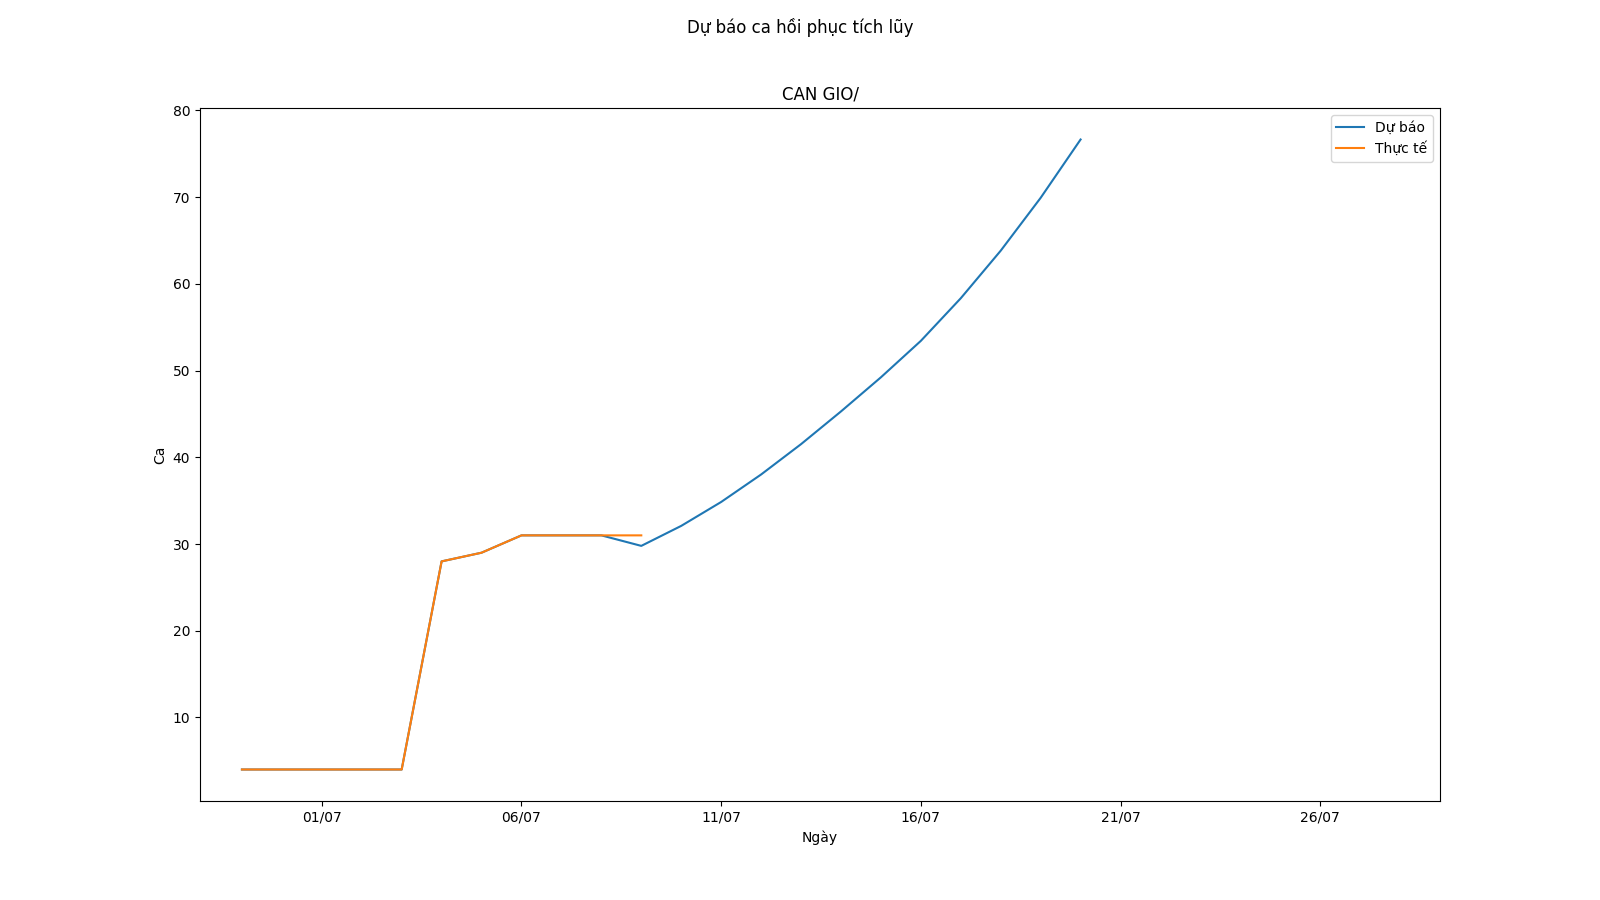 Dự báo ca hồi phục tích lũy
CAN GIO/
Dự báo
Thực tế
80
70
60
50
40
30
20
10
Ca
01/07 06/07 11/07 16/07 21/07 26/07
Ngày